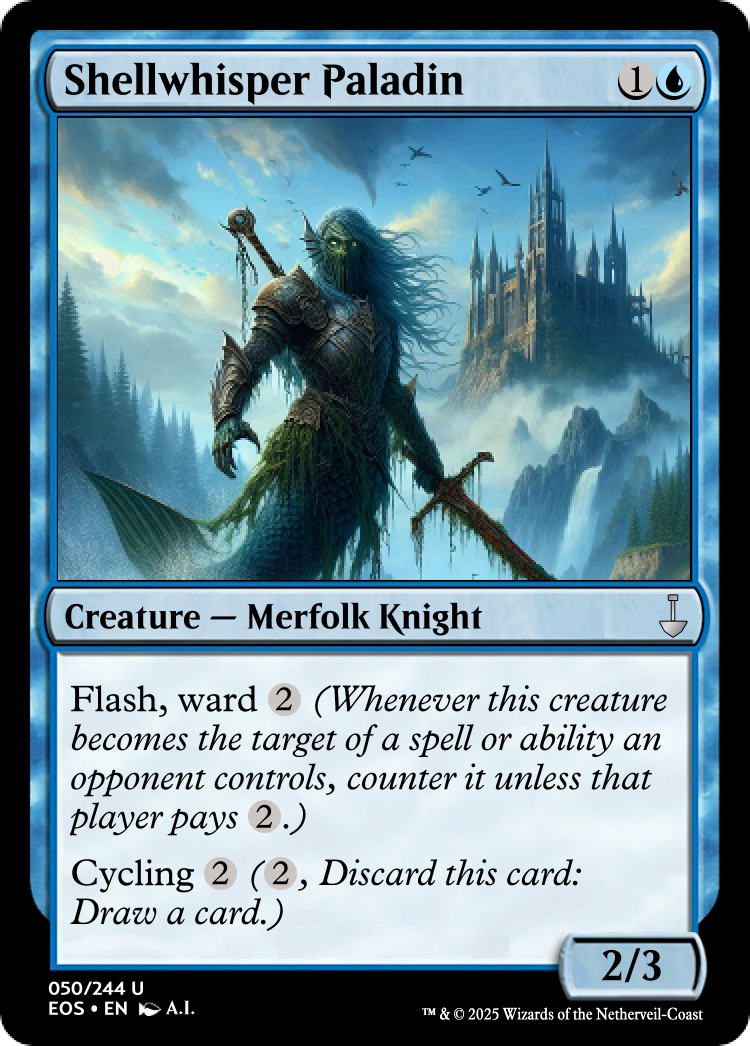 Shellwhisper Paladin 1
Creature — Merfolk Knight
Flash, ward 2 (Whenever this creature
becomes the target of a spell or ability an
opponent controls, counter it unless that
player pays 2.)
Cycling 2 (2, Discard this card:
Draw a card.)
2/3
050/244 U
EOS • EN A.I.
™ & © 2025 Wizards of the Netherveil-Coast